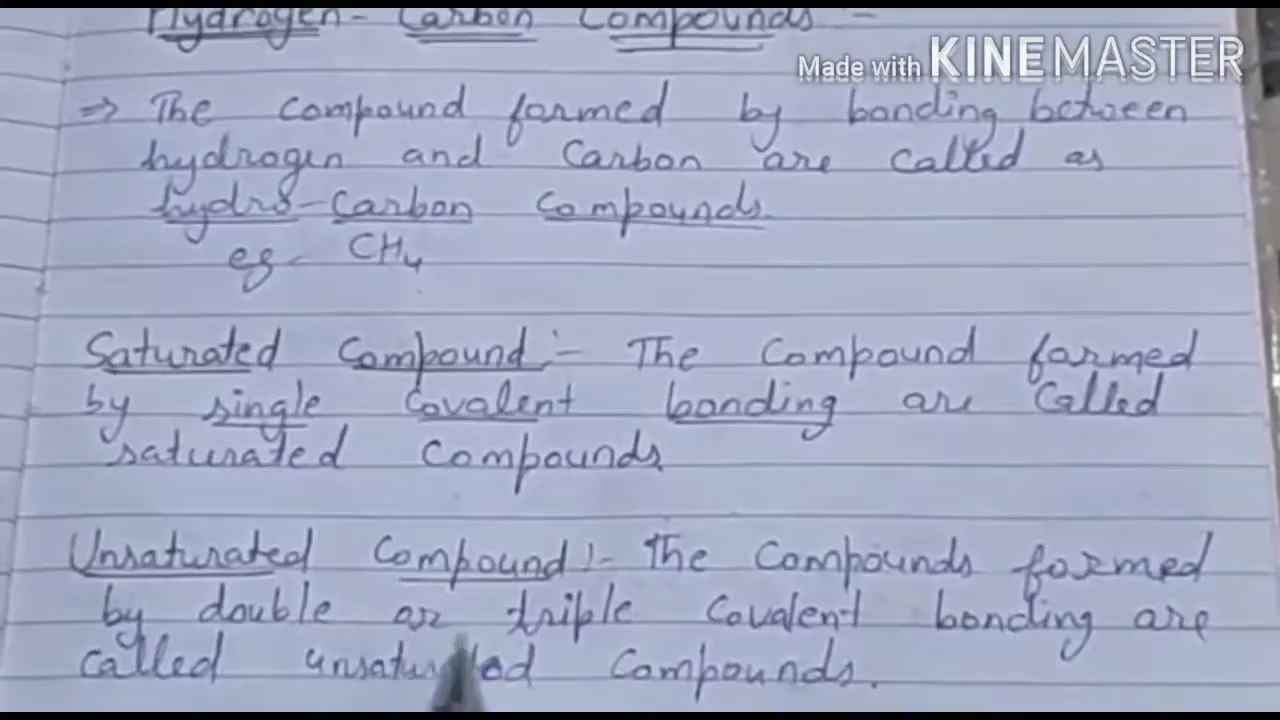 Hydrogen - Carbon Compounds -
Made with KINEMASTER
⇒ The compound formed by bonding between
hydrogen and Carbon are called as
hydro-Carbon Compounds.
eg- CH₄
Saturated Compound :- The Compound formed
by single Covalent bonding are Called
saturated Compounds.
Unsaturated Compound :- The Compounds formed
by double or triple Covalent bonding are
called unsaturated Compounds.